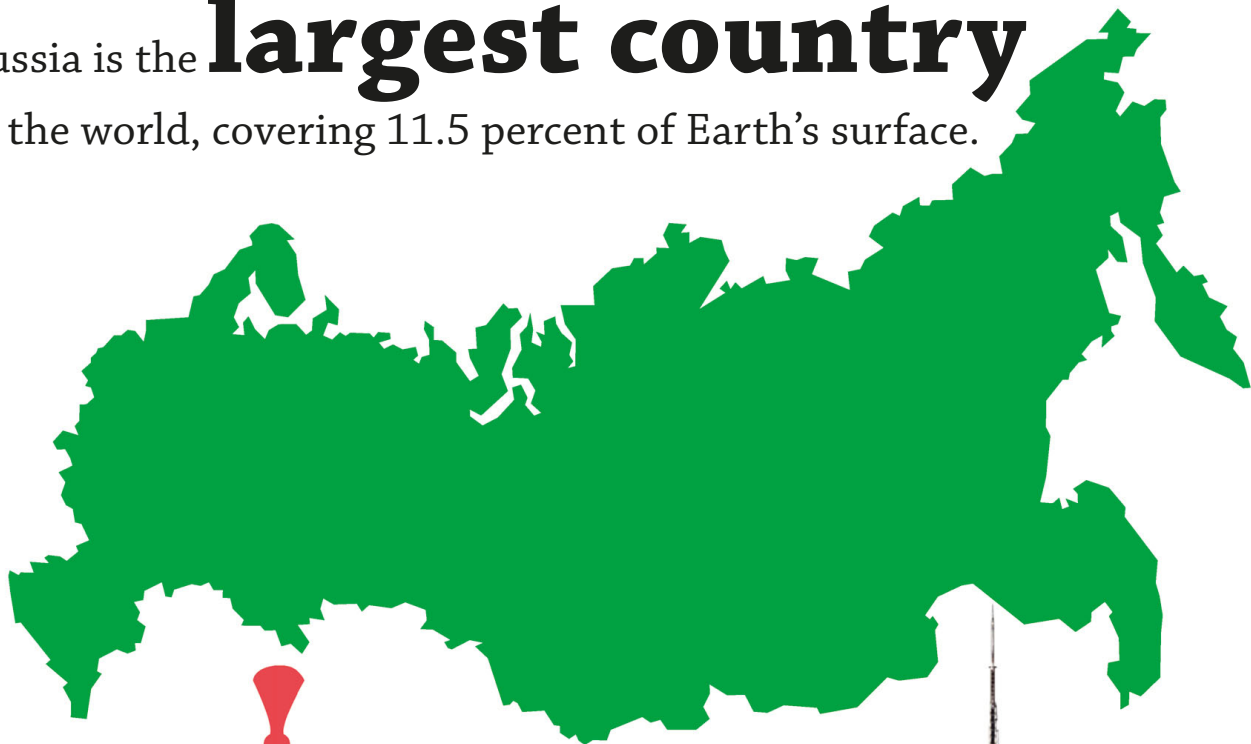 ussia is the largest country
the world, covering 11.5 percent of Earth’s surface.